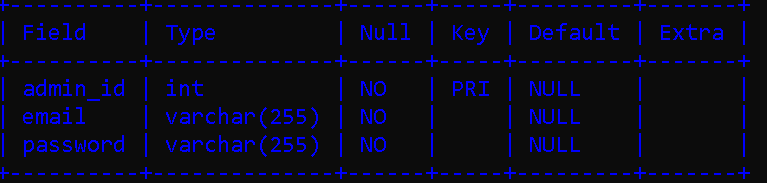 +----------+--------------+------+-----+---------+-------+
| Field    | Type         | Null | Key | Default | Extra |
+----------+--------------+------+-----+---------+-------+
| admin_id | int          | NO   | PRI | NULL    |       |
| email    | varchar(255) | NO   |     | NULL    |       |
| password | varchar(255) | NO   |     | NULL    |       |
+----------+--------------+------+-----+---------+-------+